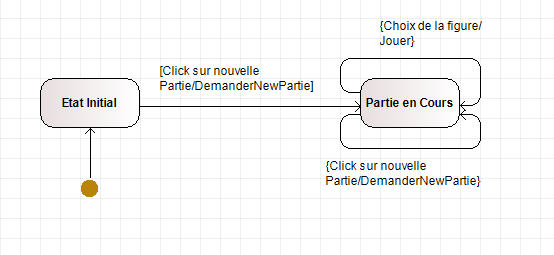 {Choix de la figure/
Jouer}
[Click sur nouvelle
Partie/DemanderNewPartie]
Etat Initial
Partie en Cours
{Click sur nouvelle
Partie/DemanderNewPartie}